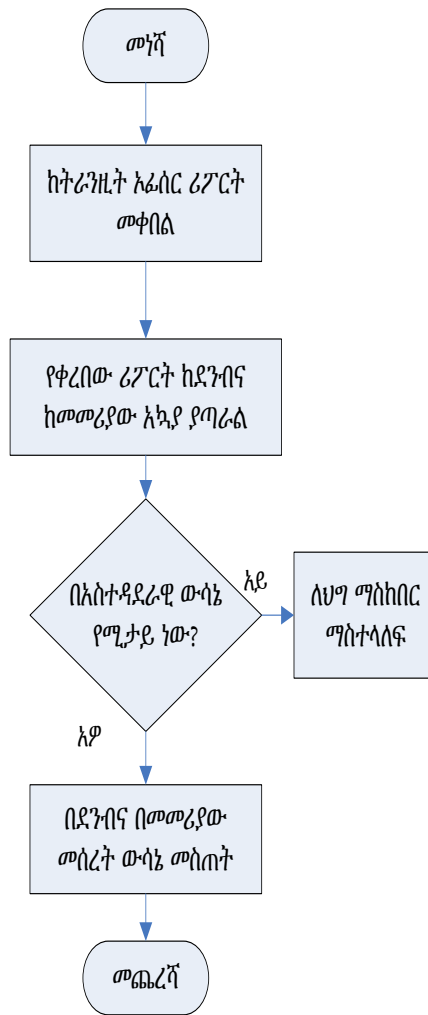 መነሻ
ከትራንዚት ኦፊሰር ሪፖርት
መቀበል
የቀረበው ሪፖርት ከደንብና
ከመመሪያው አኳያ ያጣራል
በአስተዳደራዊ ውሳኔ
የሚታይ ነው?
አይ
ለህግ ማስከበር
ማስተላለፍ
አዎ
በደንብና በመመሪያው
መሰረት ውሳኔ መስጠት
መጨረሻ